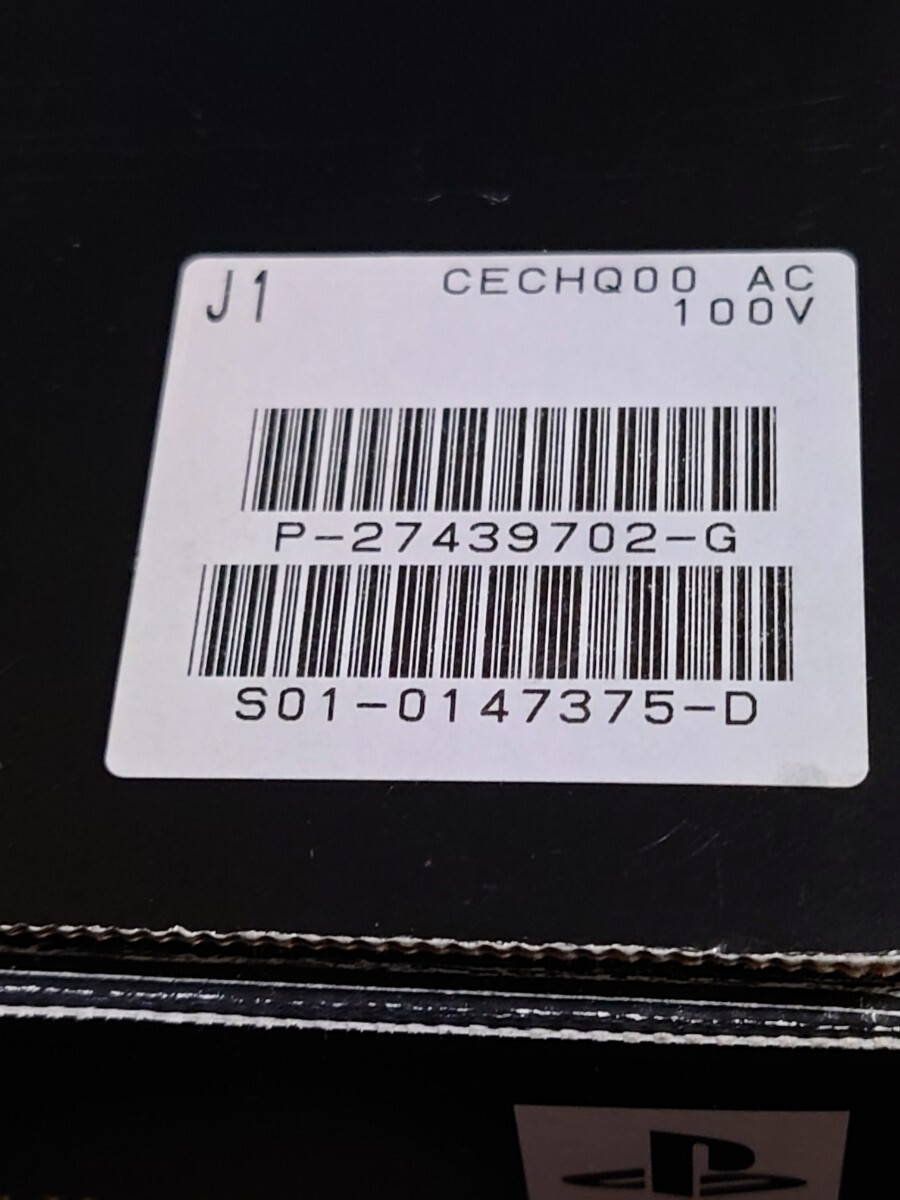 J1
CECHQ00 AC
100V
P-27439702-G
S01-0147375-D